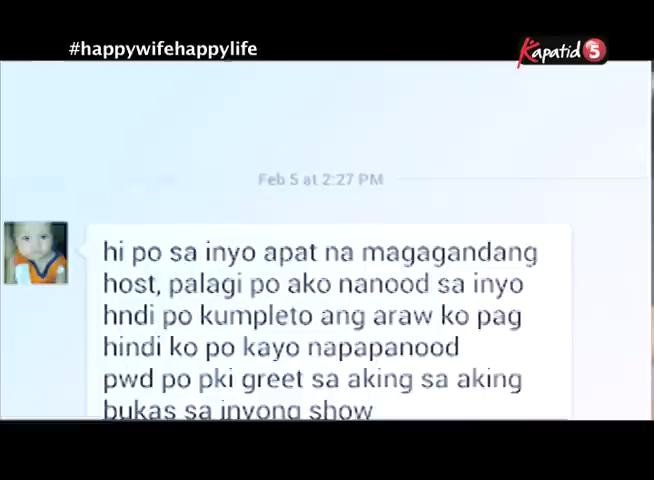 #happywifehappylife
Kapatid 5
Feb 5 at 2:27 PM
hi po sa inyo apat na magagandang
host, palagi po ako nanood sa inyo
hndi po kumpleto ang araw ko pag
hindi ko po kayo napapanood
pwd po pki greet sa aking sa aking
bukas sa inyong show